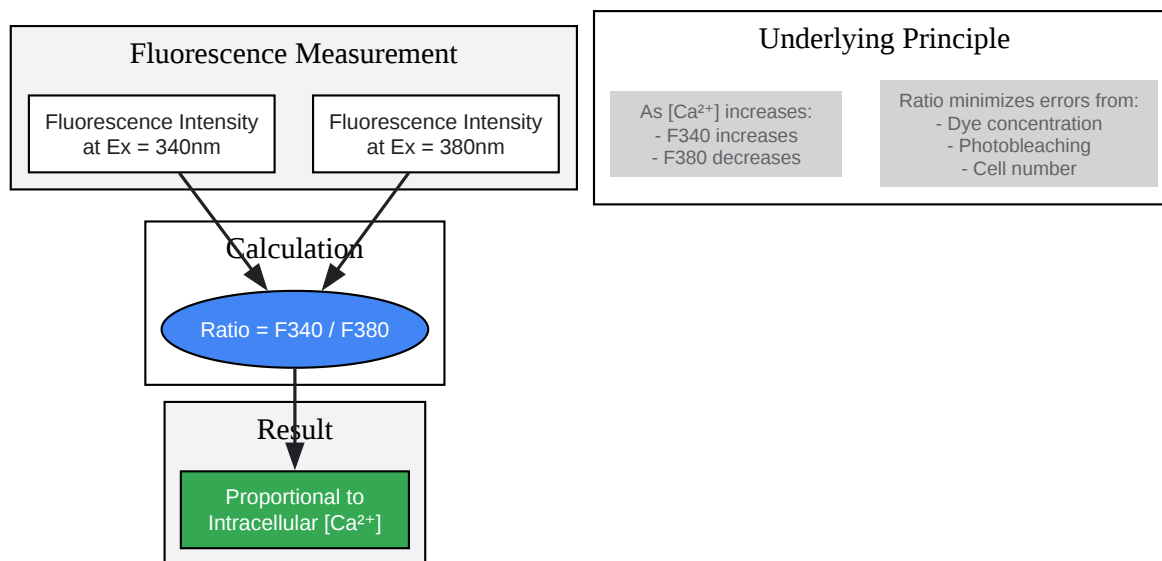 Fluorescence Measurement
Fluorescence Intensity
at Ex = 340nm
Fluorescence Intensity
at Ex = 380nm
Calculation
Ratio = F340 / F380
Result
Proportional to
Intracellular [Ca²⁺]
Underlying Principle
As [Ca²⁺] increases:
- F340 increases
- F380 decreases
Ratio minimizes errors from:
- Dye concentration
- Photobleaching
- Cell number